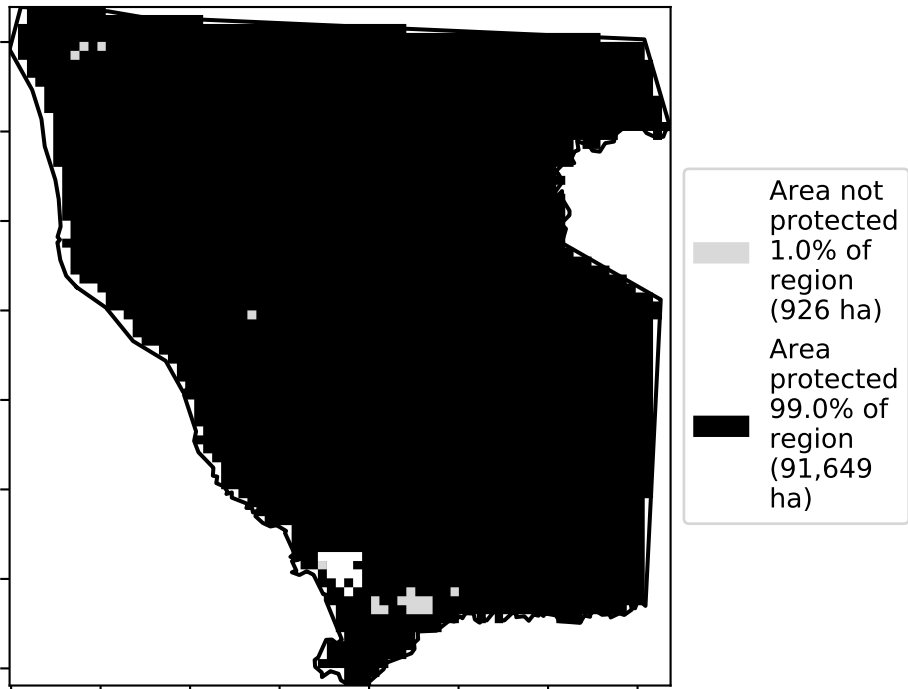 Area not
protected
1.0% of
region
(926 ha)
Area
protected
99.0% of
region
(91,649
ha)